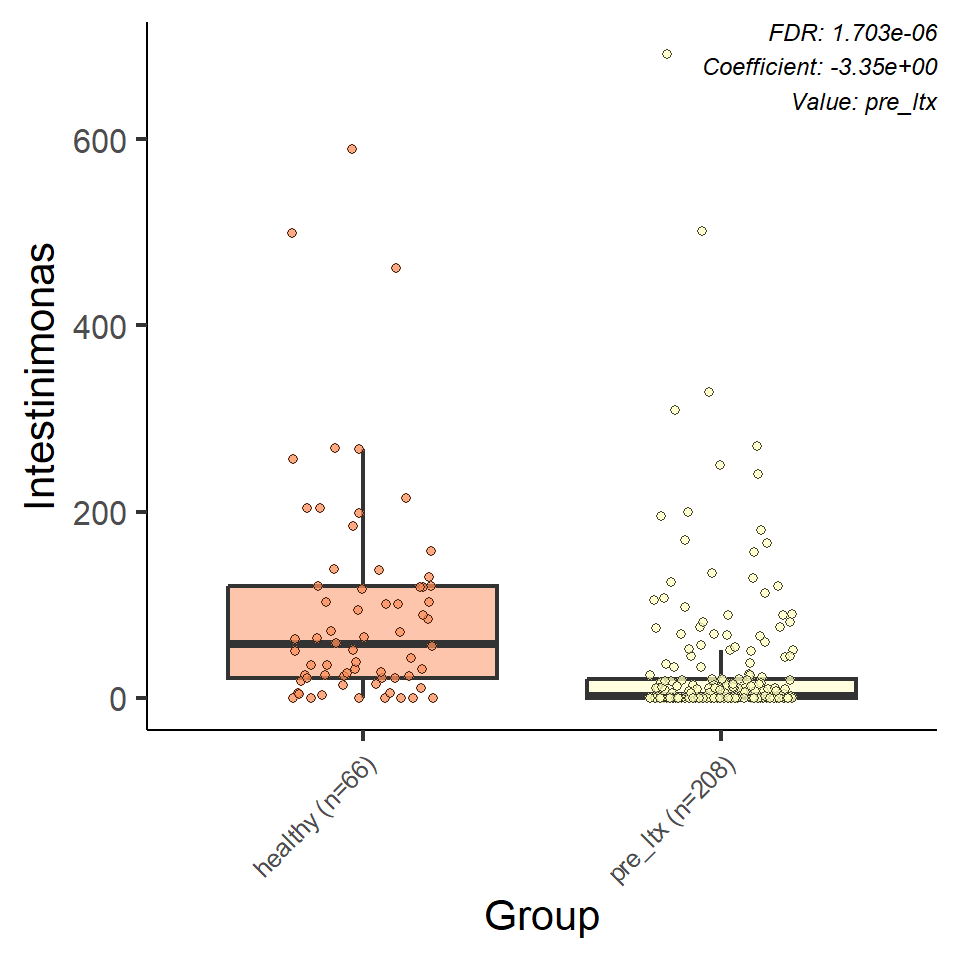 FDR: 1.703e-06
Coefficient: -3.35e+00
Value: pre_ltx
600
400
200
0
Intestinimonas
healthy (n=66)
pre_ltx (n=208)
Group